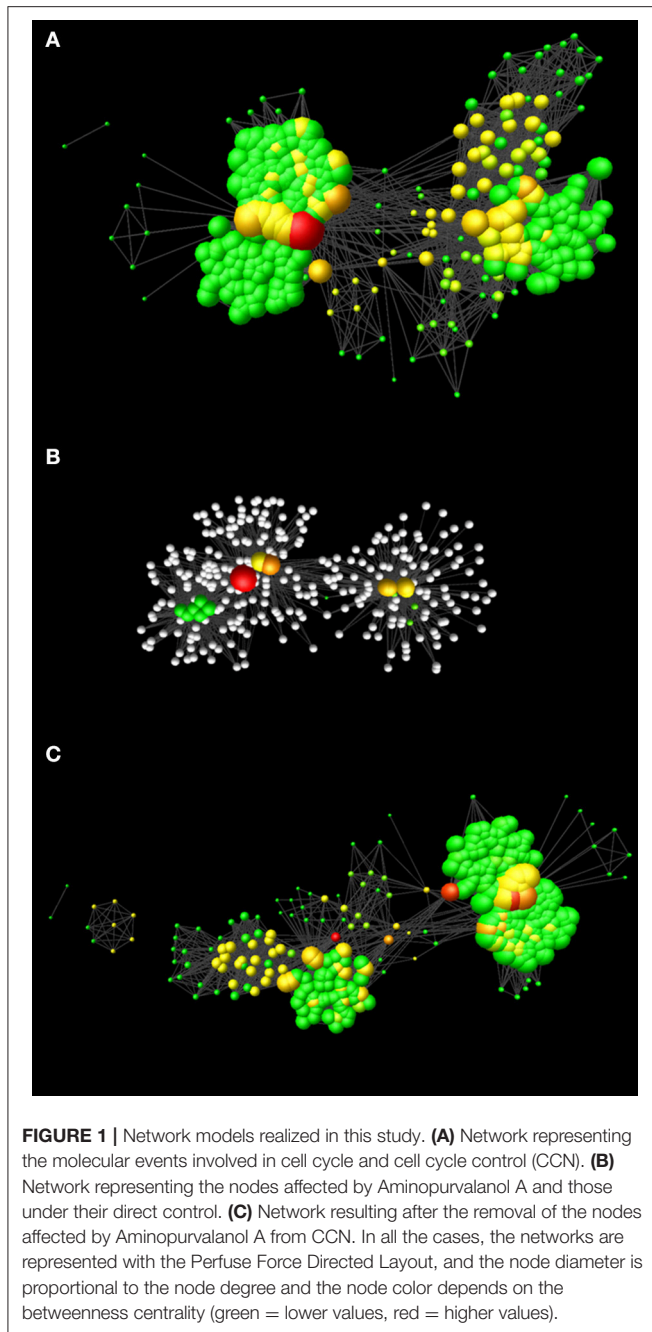 A
B
C
FIGURE 1 | Network models realized in this study. (A) Network representing
the molecular events involved in cell cycle and cell cycle control (CCN). (B)
Network representing the nodes affected by Aminopurvalanol A and those
under their direct control. (C) Network resulting after the removal of the nodes
affected by Aminopurvalanol A from CCN. In all the cases, the networks are
represented with the Perfuse Force Directed Layout, and the node diameter is
proportional to the node degree and the node color depends on the
betweenness centrality (green = lower values, red = higher values).